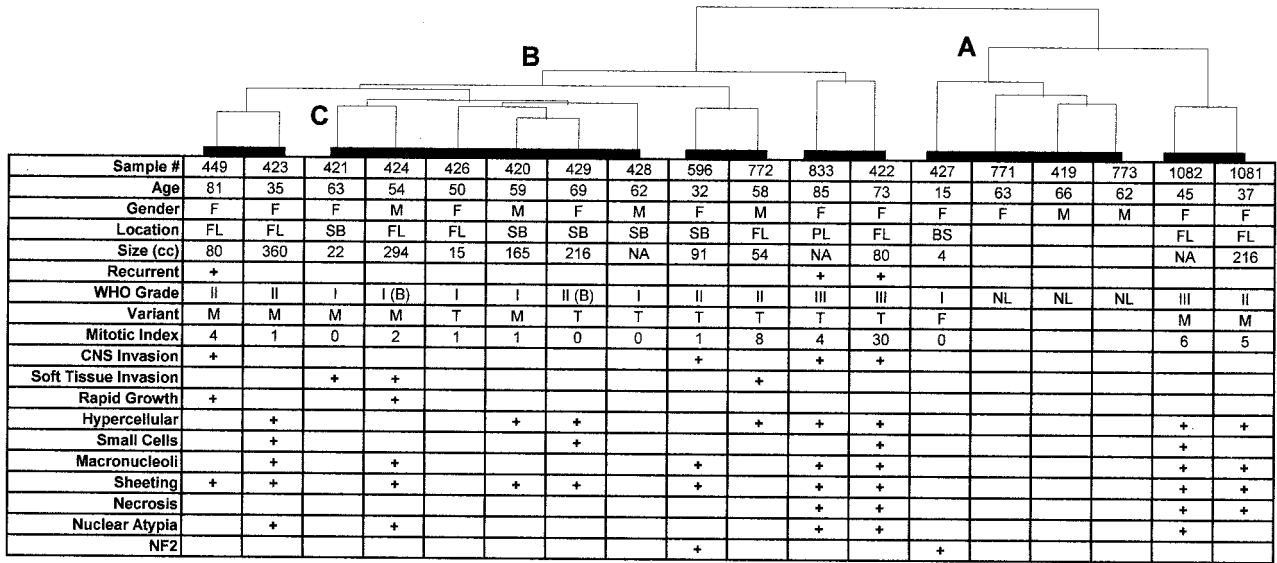 A
B
C
Sample # 449 423 421 424 426 420 429 428 596 772 833 422 427 771 419 773 1082 1081
Age 81 35 63 54 50 59 69 62 32 58 85 73 15 63 66 62 45 37
Gender F F F M F M F M F M F F F F M M F F
Location FL FL SB FL FL SB SB SB SB FL PL FL BS FL FL
Size (cc) 80 360 22 294 15 165 216 NA 91 54 NA 80 4 NA 216
Recurrent + + +
WHO Grade II II I I (B) I I II (B) I II II III III I NL NL NL III II
Variant M M M M T M T T T T T T F M M
Mitotic Index 4 1 0 2 1 1 0 0 1 8 4 30 0 6 5
CNS Invasion + + + +
Soft Tissue Invasion + + +
Rapid Growth + +
Hypercellular + + + + + + + +
Small Cells + + + +
Macronucleoli + + + + + + +
Sheeting + + + + + + + + + +
Necrosis + + + +
Nuclear Atypia + + + + +
NF2 + +